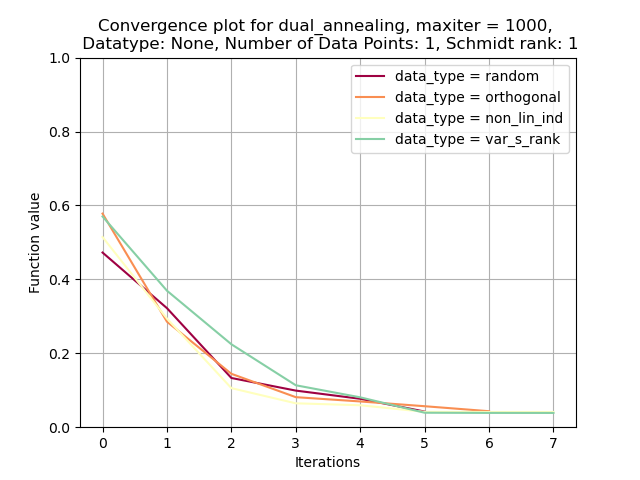 Convergence plot for dual_annealing, maxiter = 1000,
Datatype: None, Number of Data Points: 1, Schmidt rank: 1
data_type = random
data_type = orthogonal
data_type = non_lin_ind
data_type = var_s_rank
Function value
1.0
0.8
0.6
0.4
0.2
0.0
0 1 2 3 4 5 6 7
Iterations